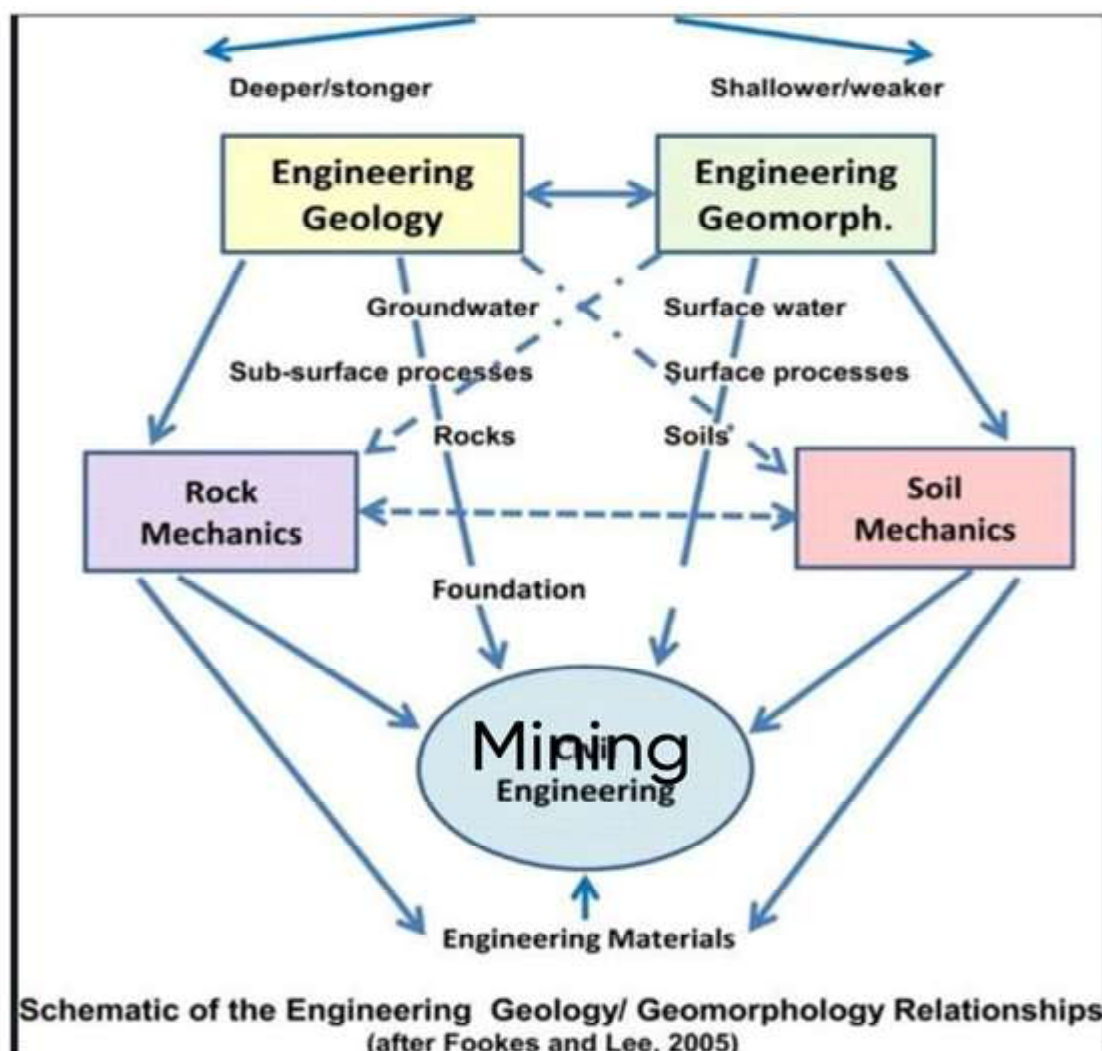 Deeper/stonger
Shallower/weaker
Engineering
Geology
Engineering
Geomorph.
Groundwater
Surface water
Sub-surface processes
Surface processes
Rocks
Soils
Rock
Mechanics
Soil
Mechanics
Foundation
Mining
Engineering
Engineering Materials
Schematic of the Engineering Geology/ Geomorphology Relationships
(after Fookes and Lee, 2005)